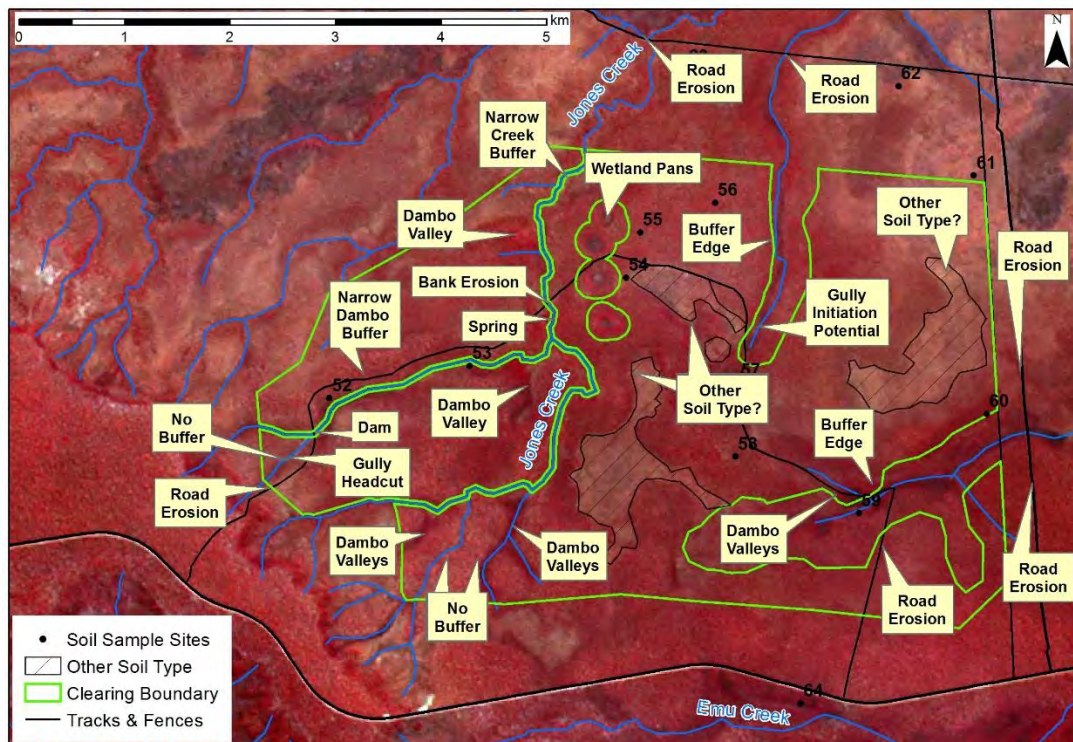 km
0 1 2 3 4 5
N
Jones Creek
Road
Erosion
Road
Erosion
62
Narrow
Creek
Buffer
Wetland Pans
61
56
Other
Soil Type?
Dambo
Valley
55
Buffer
Edge
Road
Erosion
54
Bank Erosion
Narrow
Dambo
Buffer
Spring
Gully
Initiation
Potential
53
57
52
Other
Soil Type?
Dambo
Valley
Jones Creek
60
No
Buffer
Dam
Buffer
Edge
58
Gully
Headcut
Road
Erosion
59
Dambo
Valleys
Dambo
Valleys
Dambo
Valleys
Road
Erosion
No
Buffer
Road
Erosion
Soil Sample Sites
Other Soil Type
Clearing Boundary
Tracks & Fences
64
Emu Creek